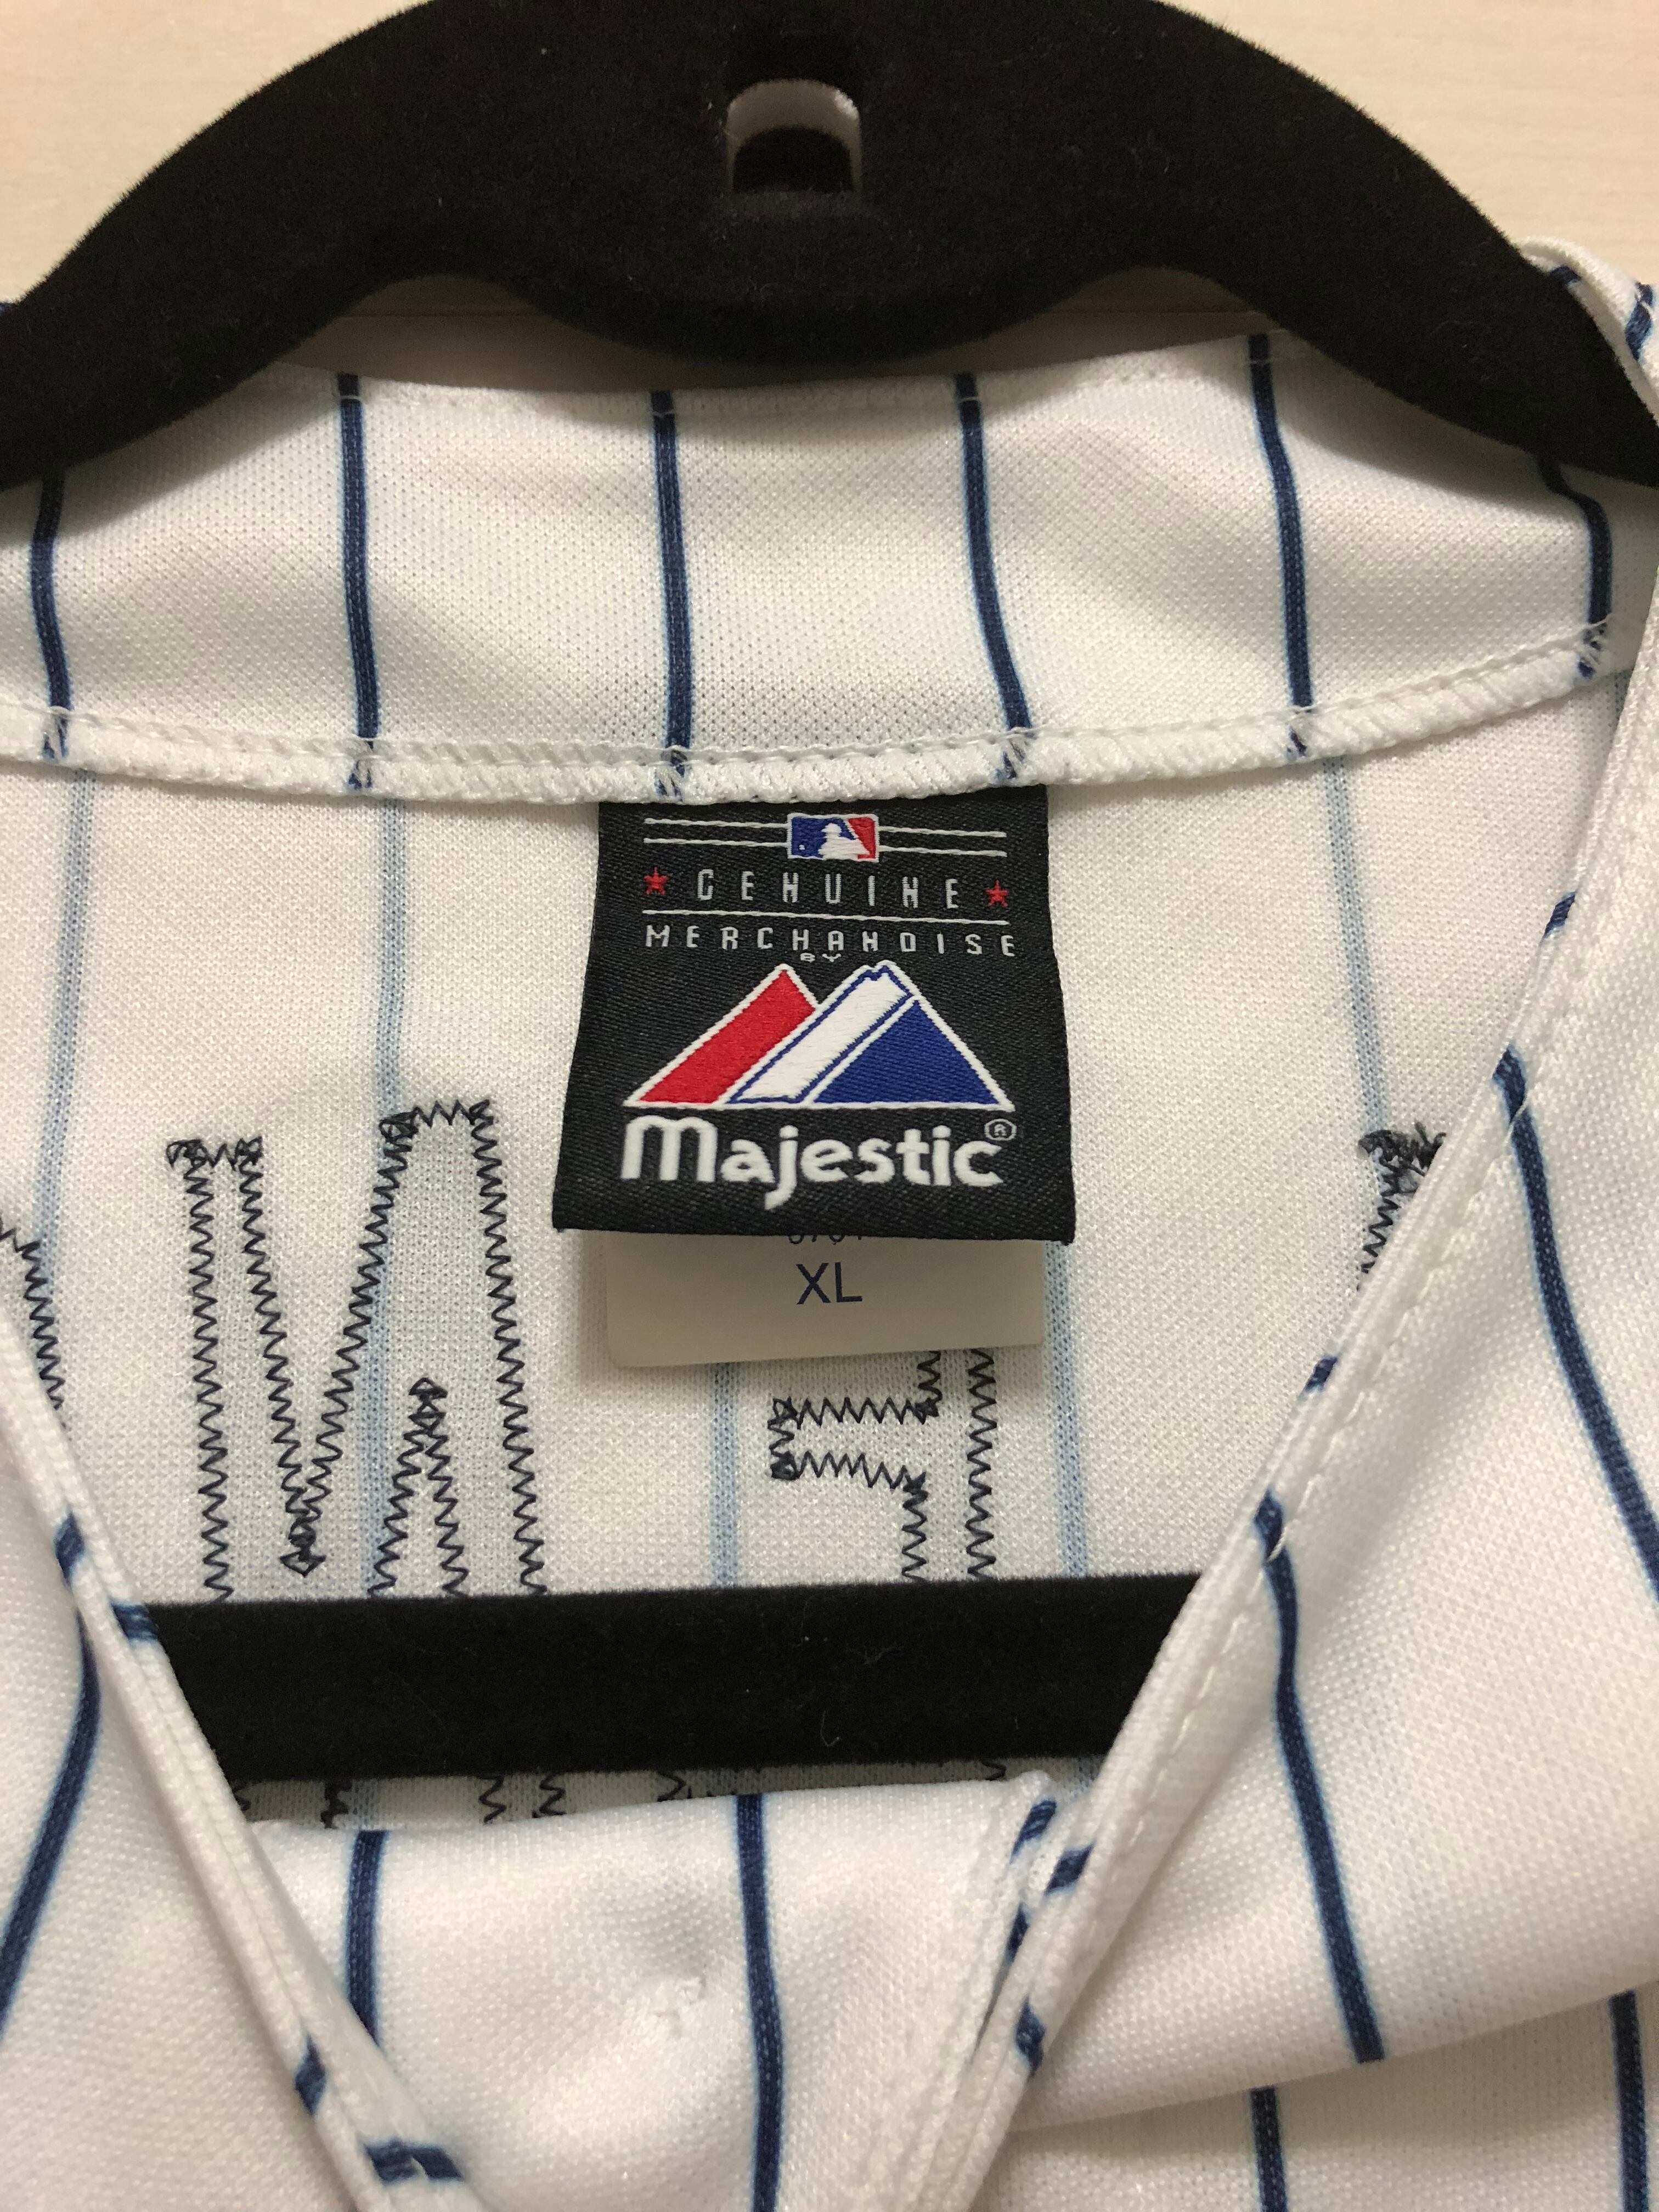 GENUINE
MERCHANDISE
BY
Majestic®
XL